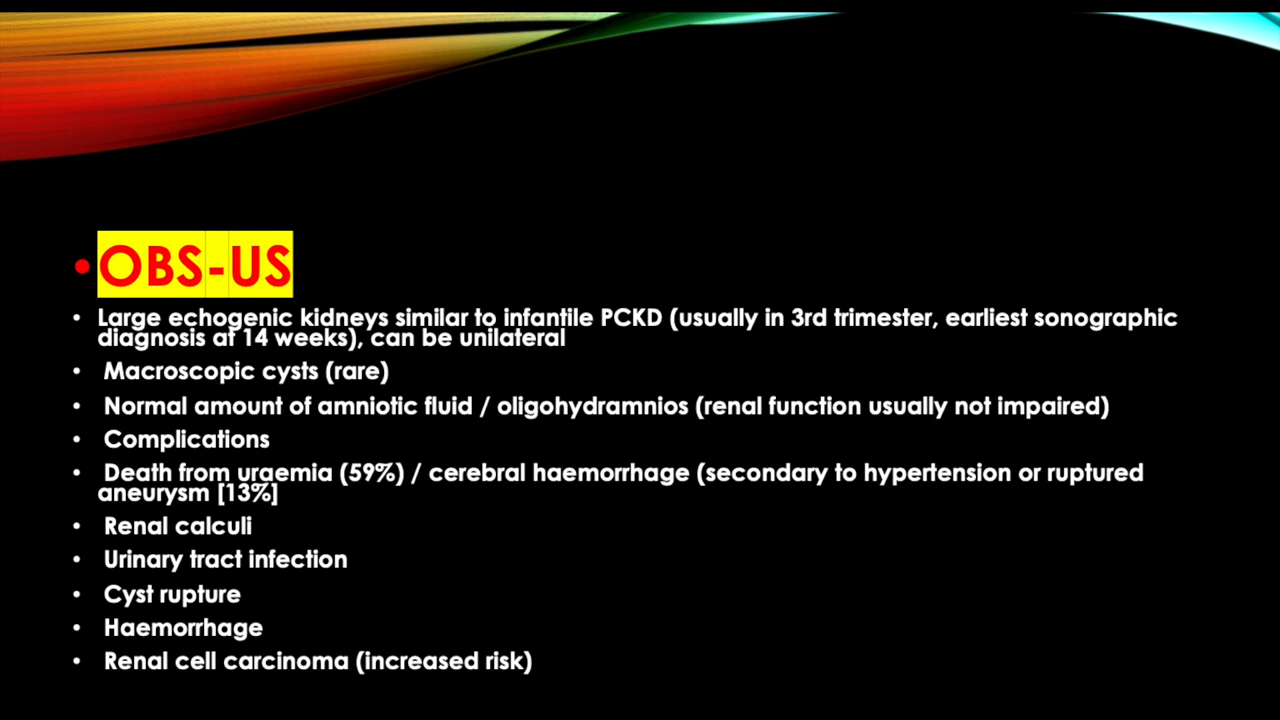 • OBS-US
• Large echogenic kidneys similar to infantile PCKD (usually in 3rd trimester, earliest sonographic
diagnosis at 14 weeks), can be unilateral
• Macroscopic cysts (rare)
• Normal amount of amniotic fluid / oligohydramnios (renal function usually not impaired)
• Complications
• Death from uraemia (59%) / cerebral haemorrhage (secondary to hypertension or ruptured
aneurysm [13%]
• Renal calculi
• Urinary tract infection
• Cyst rupture
• Haemorrhage
• Renal cell carcinoma (increased risk)